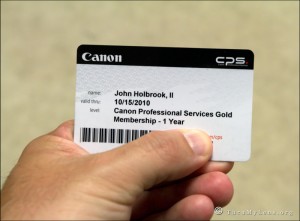 Canon
CPS
name: John Holbrook, II
valid thru: 10/15/2010
level: Canon Professional Services Gold
Membership - 1 Year